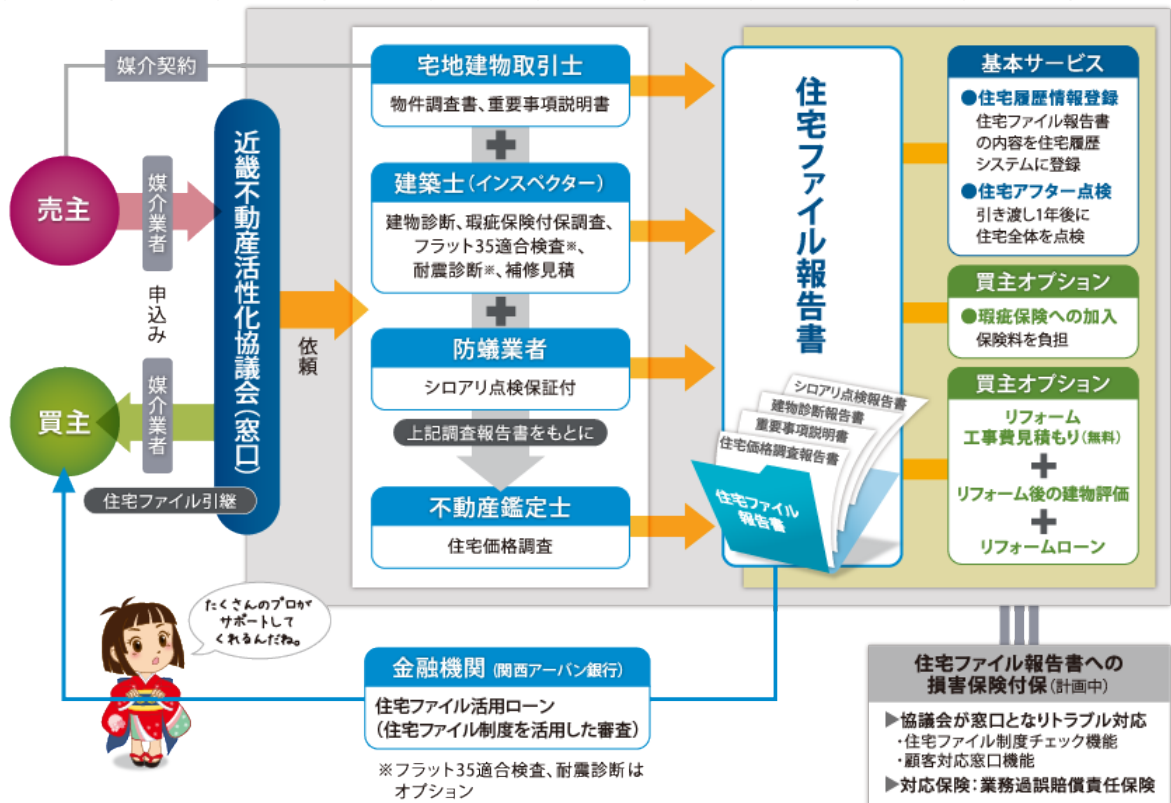 媒介契約
売主
媒介業者
申込み
買主
媒介業者
住宅ファイル引継
近畿不動産活性化協議会(窓口)
依頼
宅地建物取引士
物件調査書、重要事項説明書
建築士(インスペクター)
建物診断、瑕疵保険付保調査、
フラット35適合検査※、
耐震診断※、補修見積
防蟻業者
シロアリ点検保証付
上記調査報告書をもとに
不動産鑑定士
住宅価格調査
住宅ファイル報告書
シロアリ点検報告書
建物診断報告書
重要事項説明書
住宅価格調査報告書
住宅ファイル
報告書
基本サービス
●住宅履歴情報登録
住宅ファイル報告書
の内容を住宅履歴
システムに登録
●住宅アフター点検
引き渡し1年後に
住宅全体を点検
買主オプション
●瑕疵保険への加入
保険料を負担
買主オプション
リフォーム
工事費見積もり(無料)
リフォーム後の建物評価
リフォームローン
たくさんのプロが
サポートして
くれるんだね。
金融機関 (関西アーバン銀行)
住宅ファイル活用ローン
(住宅ファイル制度を活用した審査)
※フラット35適合検査、耐震診断は
オプション
住宅ファイル報告書への
損害保険付保(計画中)
▶協議会が窓口となりトラブル対応
・住宅ファイル制度チェック機能
・顧客対応窓口機能
▶対応保険:業務過誤賠償責任保険